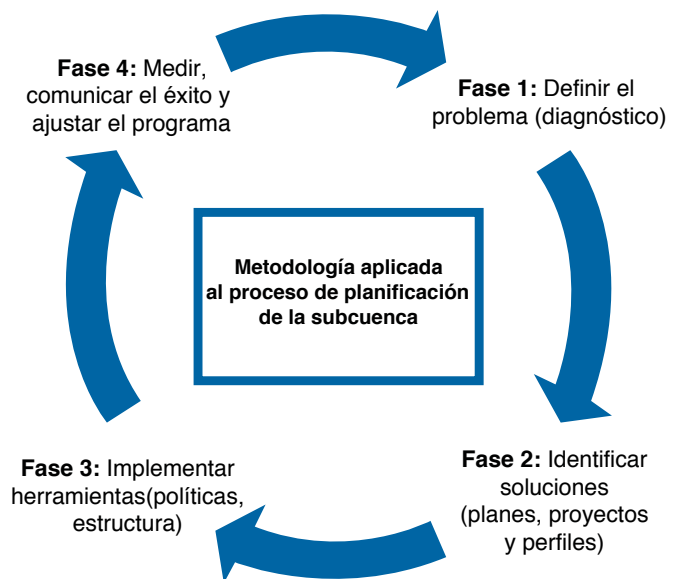 Fase 4: Medir,
comunicar el éxito y
ajustar el programa
Fase 1: Definir el
problema (diagnóstico)
Metodología aplicada
al proceso de planificación
de la subcuenca
Fase 3: Implementar
herramientas(políticas,
estructura)
Fase 2: Identificar
soluciones
(planes, proyectos
y perfiles)